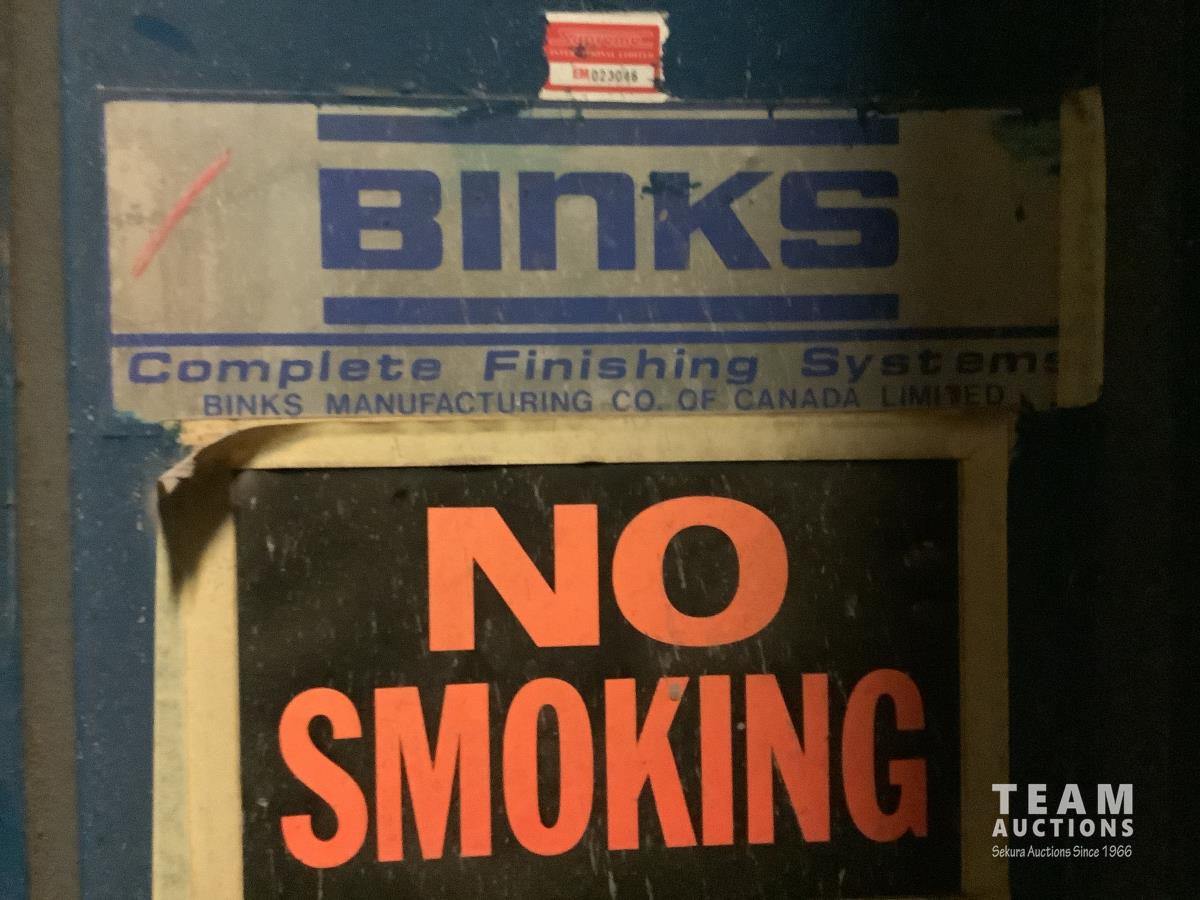 EM023046
BINKS
Complete Finishing Systems
BINKS MANUFACTURING CO. OF CANADA LIMITED
NO
SMOKING
TEAM
AUCTIONS
Sekura Auctions Since 1966